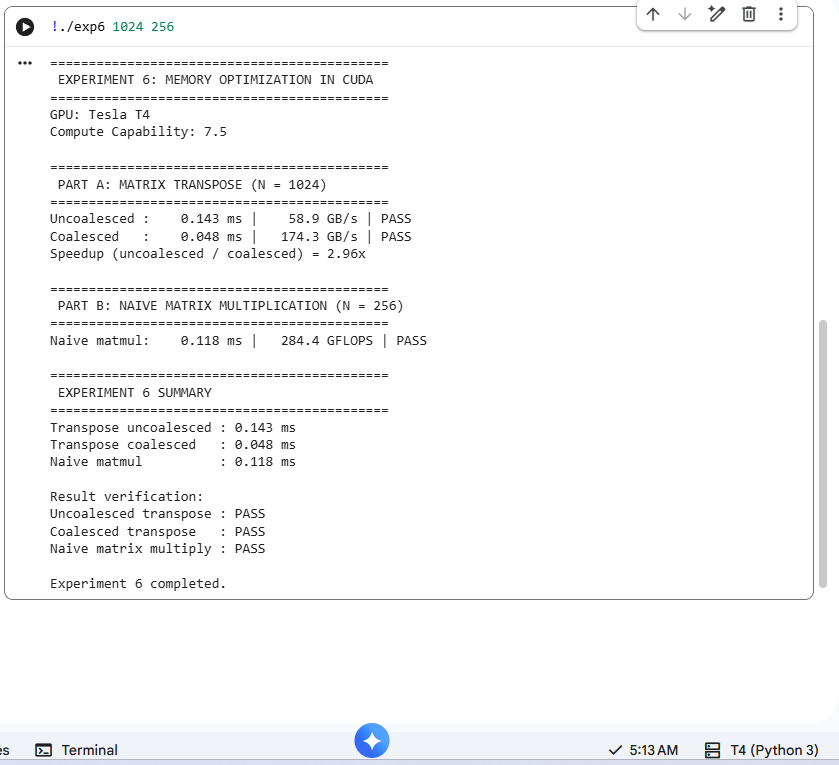 !./exp6 1024 256
============================================
EXPERIMENT 6: MEMORY OPTIMIZATION IN CUDA
============================================
GPU: Tesla T4
Compute Capability: 7.5
============================================
PART A: MATRIX TRANSPOSE (N = 1024)
============================================
Uncoalesced :    0.143 ms |    58.9 GB/s | PASS
Coalesced   :    0.048 ms |   174.3 GB/s | PASS
Speedup (uncoalesced / coalesced) = 2.96x
============================================
PART B: NAIVE MATRIX MULTIPLICATION (N = 256)
============================================
Naive matmul:    0.118 ms |   284.4 GFLOPS | PASS
============================================
EXPERIMENT 6 SUMMARY
============================================
Transpose uncoalesced : 0.143 ms
Transpose coalesced   : 0.048 ms
Naive matmul          : 0.118 ms
Result verification:
Uncoalesced transpose : PASS
Coalesced transpose   : PASS
Naive matrix multiply : PASS
Experiment 6 completed.
es Terminal 5:13 AM T4 (Python 3)